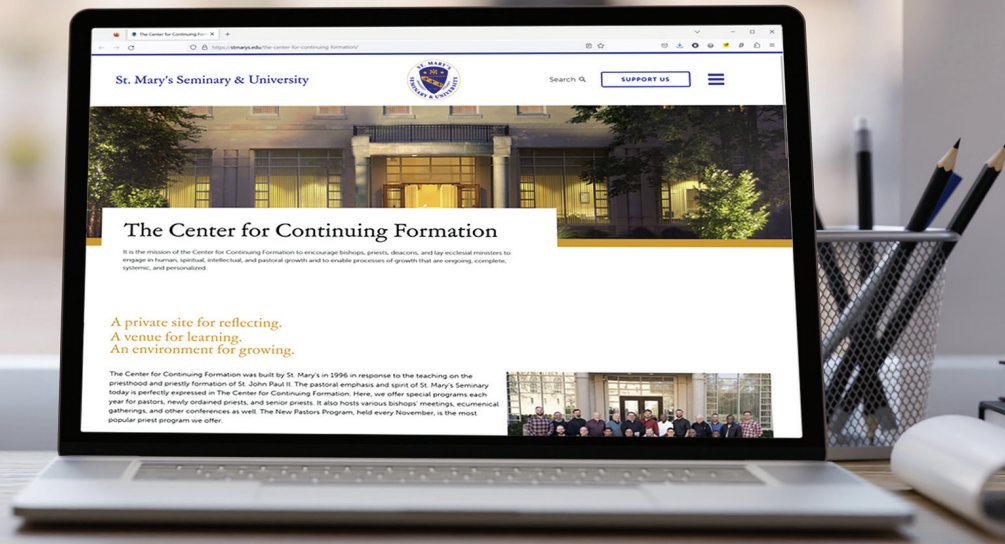 The Center for Continuing For
https://stmarys.edu/the-center-for-continuing-formation/
St. Mary's Seminary & University
ST. MARY'S
SEMINARY & UNIVERSITY
Search
SUPPORT US
The Center for Continuing Formation
It is the mission of the Center for Continuing Formation to encourage bishops, priests, deacons, and lay ecclesial ministers to
engage in human, spiritual, intellectual, and pastoral growth and to enable processes of growth that are ongoing, complete,
systemic, and personalized.
A private site for reflecting.
A venue for learning.
An environment for growing.
The Center for Continuing Formation was built by St. Mary's in 1996 in response to the teaching on the
priesthood and priestly formation of St. John Paul II. The pastoral emphasis and spirit of St. Mary's Seminary
today is perfectly expressed in The Center for Continuing Formation. Here, we offer special programs each
year for pastors, newly ordained priests, and senior priests. It also hosts various bishops' meetings, ecumenical
gatherings, and other conferences as well. The New Pastors Program, held every November, is the most
popular priest program we offer.